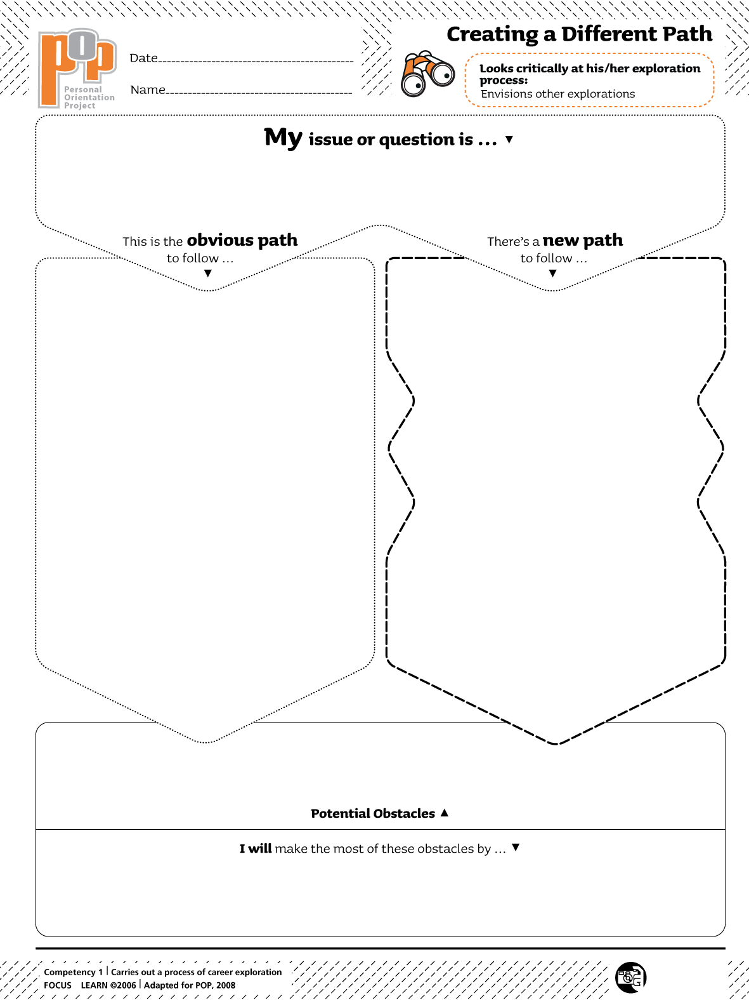 pop
Personal
Orientation
Project
Date
Name
Creating a Different Path
Looks critically at his/her exploration
process:
Envisions other explorations
My issue or question is ... ▼
This is the obvious path
to follow ...
▼
There's a new path
to follow ...
▼
Potential Obstacles ▲
I will make the most of these obstacles by ... ▼
Competency 1 | Carries out a process of career exploration
FOCUS LEARN ©2006 | Adapted for POP, 2008